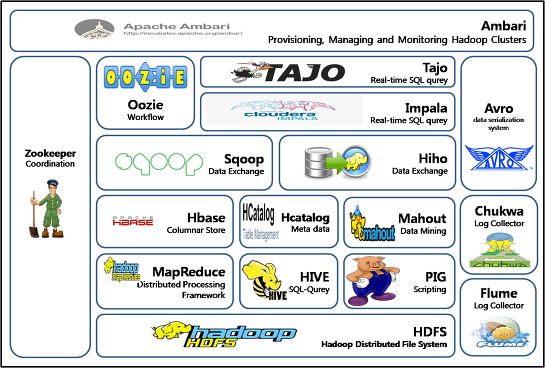 Apache Ambari
http://incubator.apache.org/ambari
Ambari
Provisioning, Managing and Monitoring Hadoop Clusters
Zookeeper
Coordination
OOZIE
Oozie
Workflow
TAJO
Tajo
Real-time SQL qurey
cloudera
IMPALA
Impala
Real-time SQL qurey
Avro
data serialization
system
AVRO
sqoop
Sqoop
Data Exchange
Hiho
Data Exchange
APACHE
HBASE
Hbase
Columnar Store
HCatalog
Table Management
Hcatalog
Meta data
mahout
Mahout
Data Mining
Chukwa
Log Collector
chukwa
hadoop
MapReduce
MapReduce
Distributed Processing
Framework
HIVE
HIVE
SQL-Qurey
PIG
Scripting
Flume
Log Collector
FLUME
hadoop
HDFS
HDFS
Hadoop Distributed File System